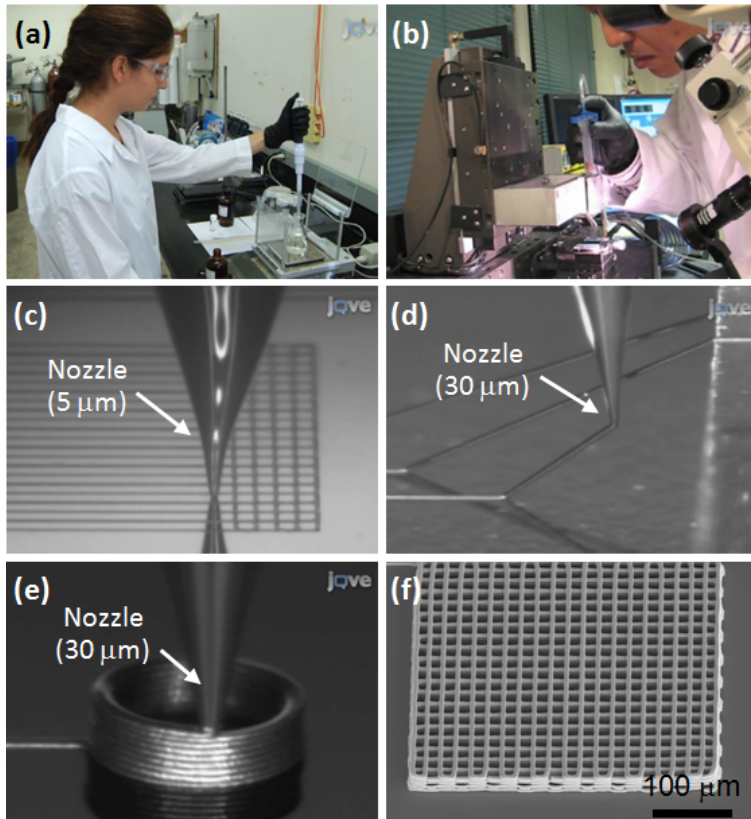 (a)
jove
(b)
jove
(c)
jove
Nozzle
(5 µm)
(d)
jove
Nozzle
(30 µm)
(e)
jove
Nozzle
(30 µm)
(f)
100 µm